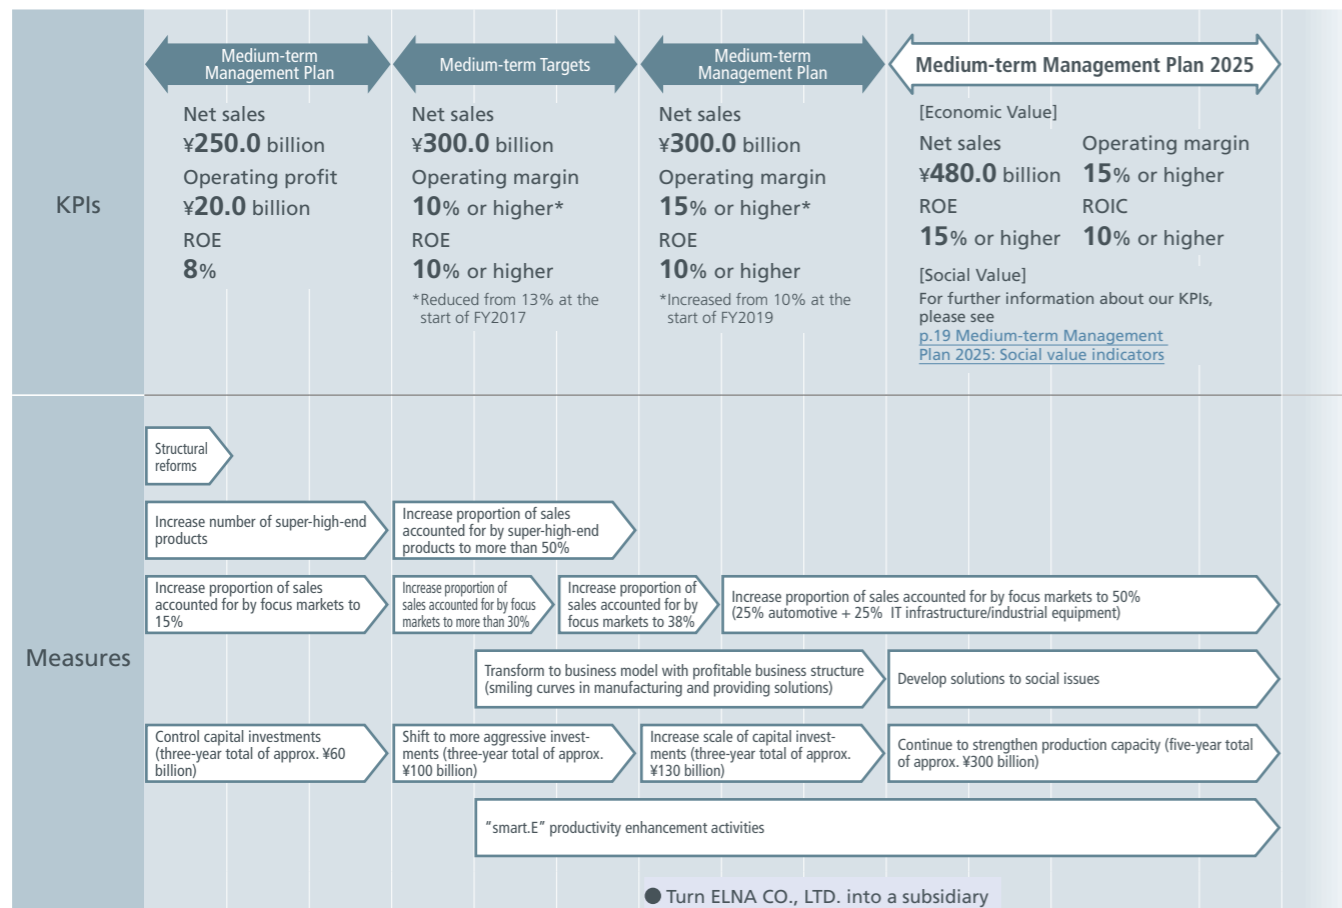 KPIs
Medium-term
Management Plan
Net sales
¥250.0 billion
Operating profit
¥20.0 billion
ROE
8%
Medium-term Targets
Net sales
¥300.0 billion
Operating margin
10% or higher*
ROE
10% or higher
*Reduced from 13% at the
start of FY2017
Medium-term
Management Plan
Net sales
¥300.0 billion
Operating margin
15% or higher*
ROE
10% or higher
*Increased from 10% at the
start of FY2019
Medium-term Management Plan 2025
[Economic Value]
Net sales
¥480.0 billion
Operating margin
15% or higher
ROE
15% or higher
ROIC
10% or higher
[Social Value]
For further information about our KPIs,
please see
p.19 Medium-term Management
Plan 2025: Social value indicators
Measures
Structural
reforms
Increase number of super-high-end
products
Increase proportion of sales
accounted for by super-high-end
products to more than 50%
Increase proportion of sales
accounted for by focus markets to
15%
Increase proportion of
sales accounted for by focus
markets to more than 30%
Increase proportion of
sales accounted for by
focus markets to 38%
Increase proportion of sales accounted for by focus markets to 50%
(25% automotive + 25% IT infrastructure/industrial equipment)
Transform to business model with profitable business structure
(smiling curves in manufacturing and providing solutions)
Develop solutions to social issues
Control capital investments
(three-year total of approx. ¥60
billion)
Shift to more aggressive invest-
ments (three-year total of approx.
¥100 billion)
Increase scale of capital invest-
ments (three-year total of approx.
¥130 billion)
Continue to strengthen production capacity (five-year total
of approx. ¥300 billion)
“smart.E” productivity enhancement activities
● Turn ELNA CO., LTD. into a subsidiary